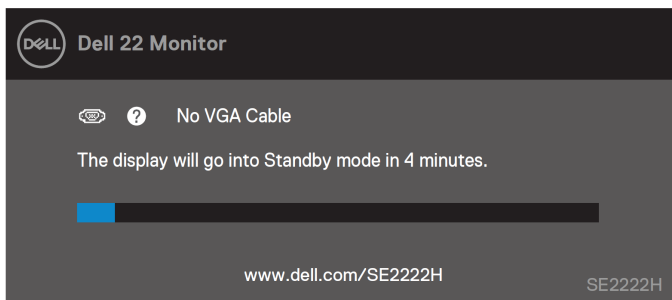 DELL Dell 22 Monitor
? No VGA Cable
The display will go into Standby mode in 4 minutes.
www.dell.com/SE2222H
SE2222H